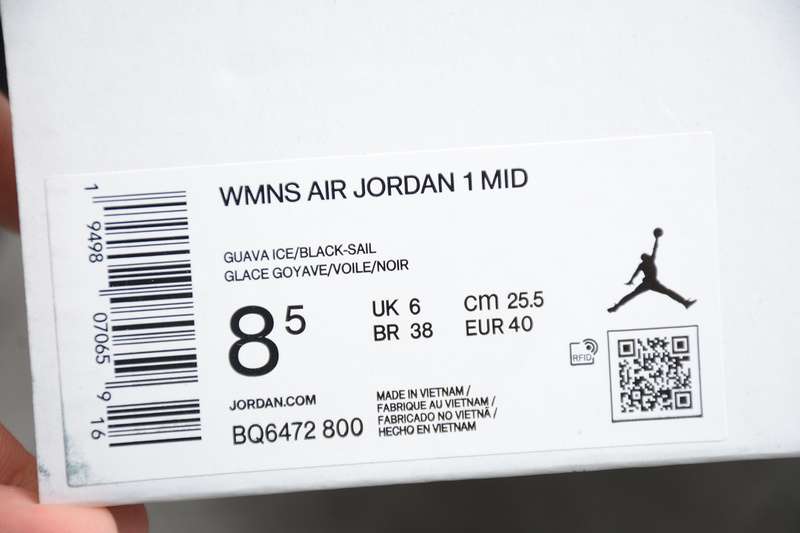 WMNS AIR JORDAN 1 MID
GUAVA ICE/BLACK-SAIL
GLACE GOYAVE/VOILE/NOIR
8 5
UK 6 cm 25.5
BR 38 EUR 40
RFID
JORDAN.COM
BQ6472 800
MADE IN VIETNAM /
FABRIQUE AU VIETNAM /
FABRICADO NO VIETNÃ /
HECHO EN VIETNAM
1 9498 07065 9 16